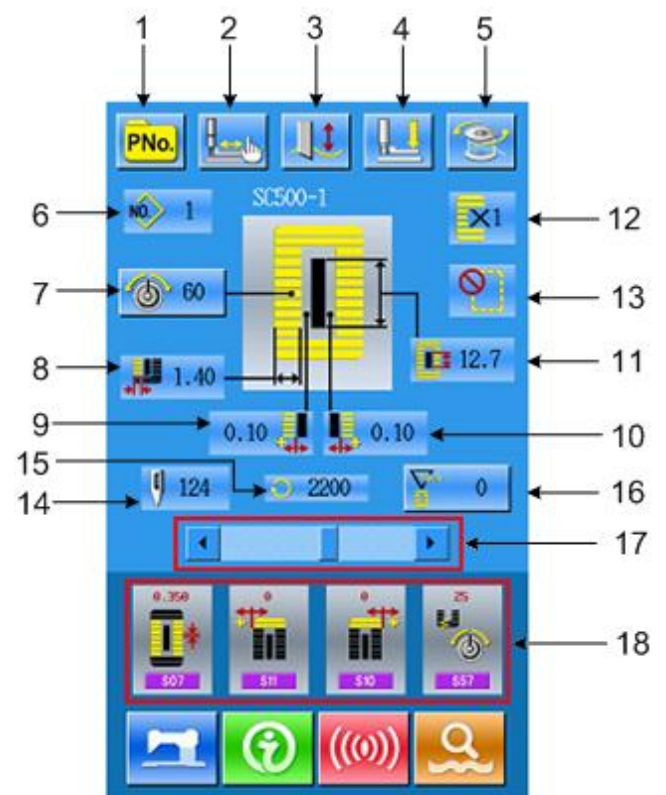 1 2 3 4 5
PNo.
6 NO. 1 SC500-1 X1 12
7 60 13
8 1.40 12.7 11
9 0.10 0.10 10
15
14 124 2200 0 16
17
0.350 0 0 25
S07 S11 S10 S57 18